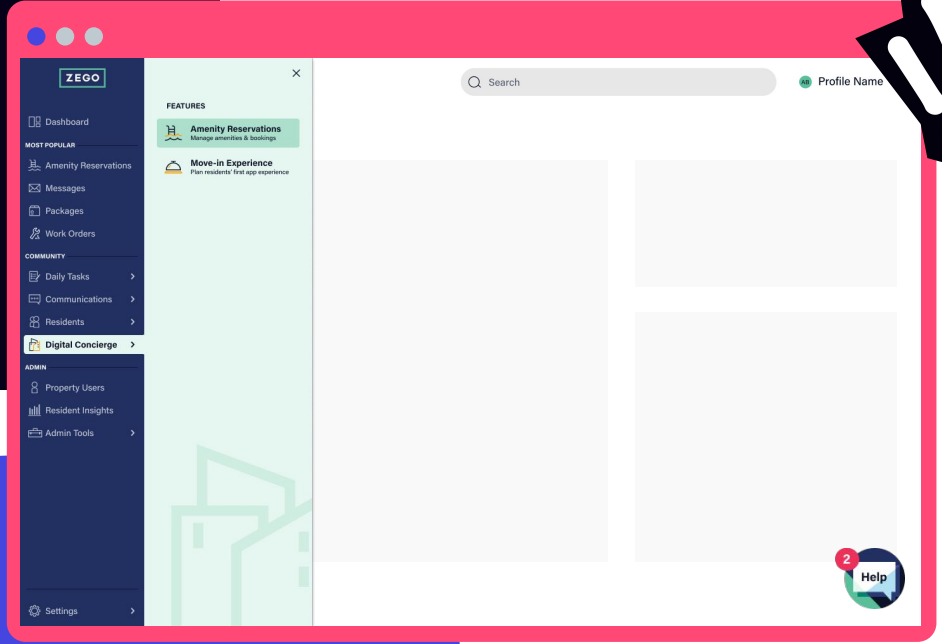 ZEGO
Dashboard
MOST POPULAR
Amenity Reservations
Messages
Packages
Work Orders
COMMUNITY
Daily Tasks
Communications
Residents
Digital Concierge
ADMIN
Property Users
Resident Insights
Admin Tools
Settings
FEATURES
Amenity Reservations
Manage amenities & bookings
Move-in Experience
Plan residents' first app experience
Search
AB Profile Name
2
Help